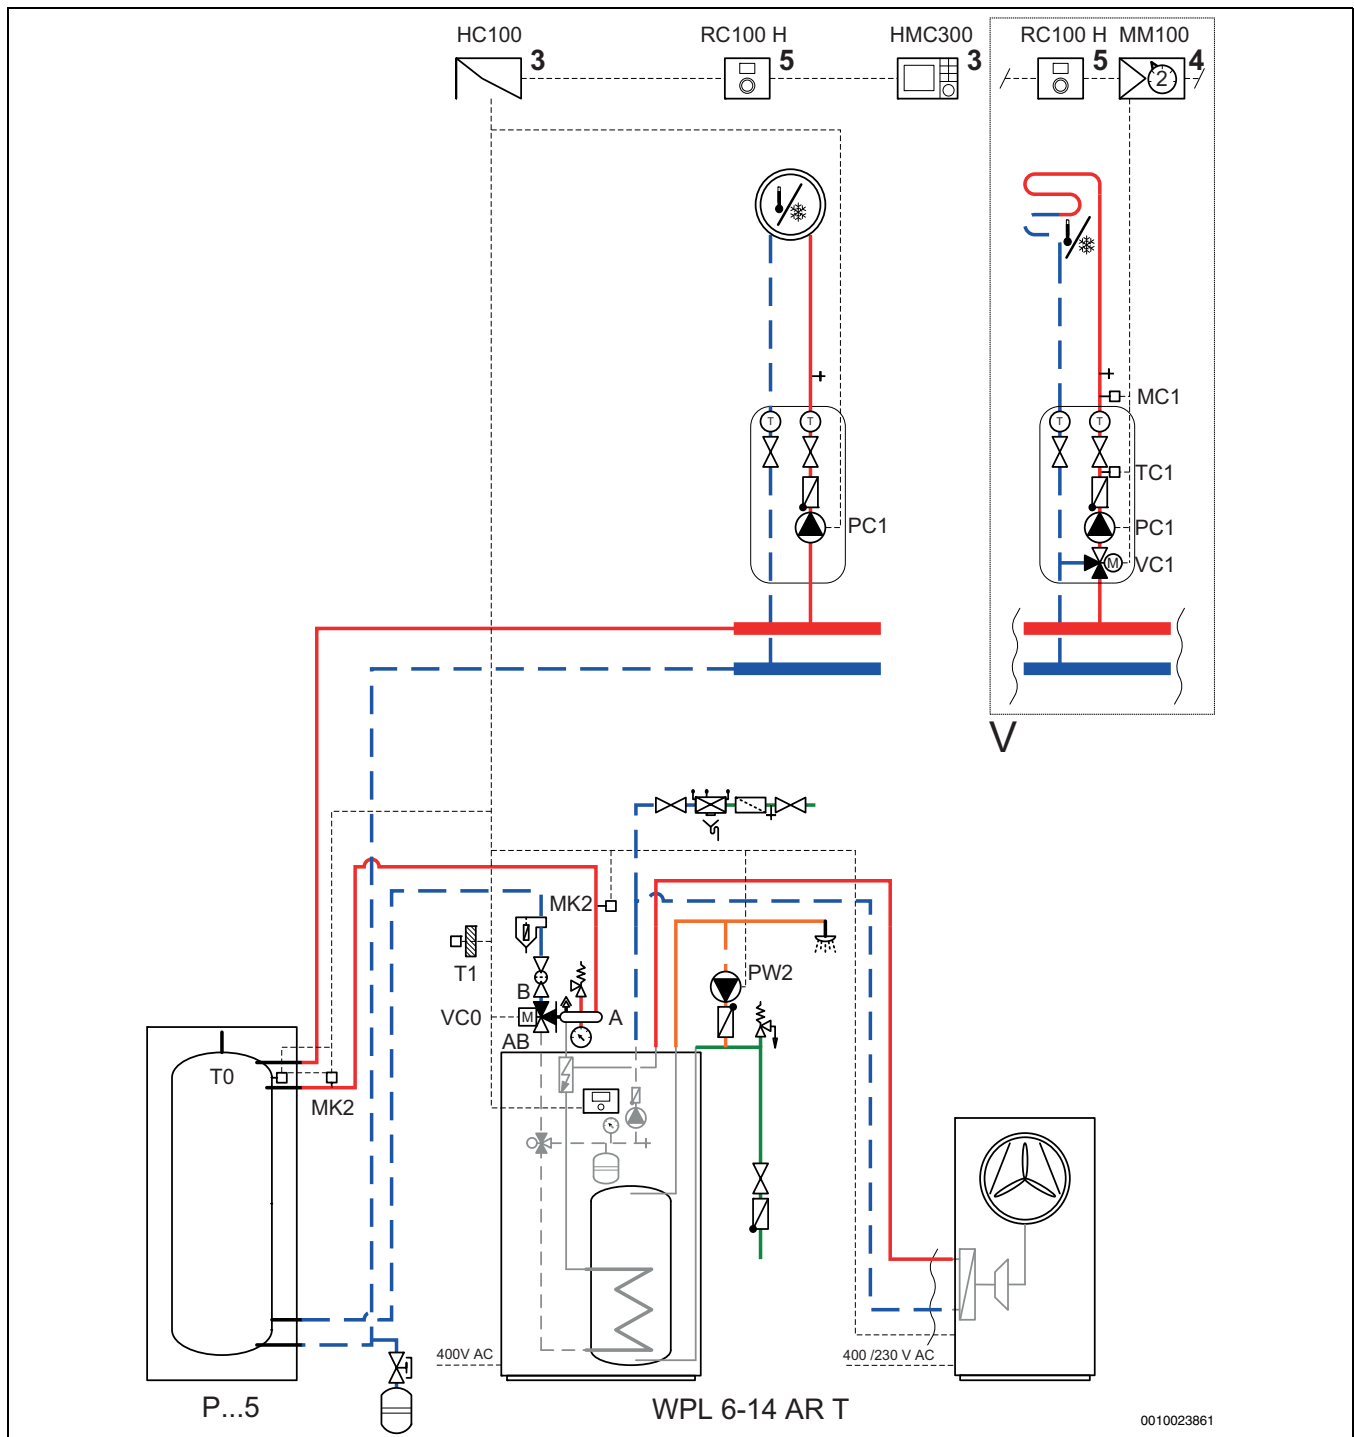 HC100 3
RC100 H 5
HMC300 3
RC100 H 5
MM100 4
2
T T
T T
MC1
TC1
PC1
PC1
M VC1
V
MK2
T1
PW2
B
VC0 M A
AB
T0
MK2
400V AC
400 /230 V AC
P...5
WPL 6-14 AR T
0010023861